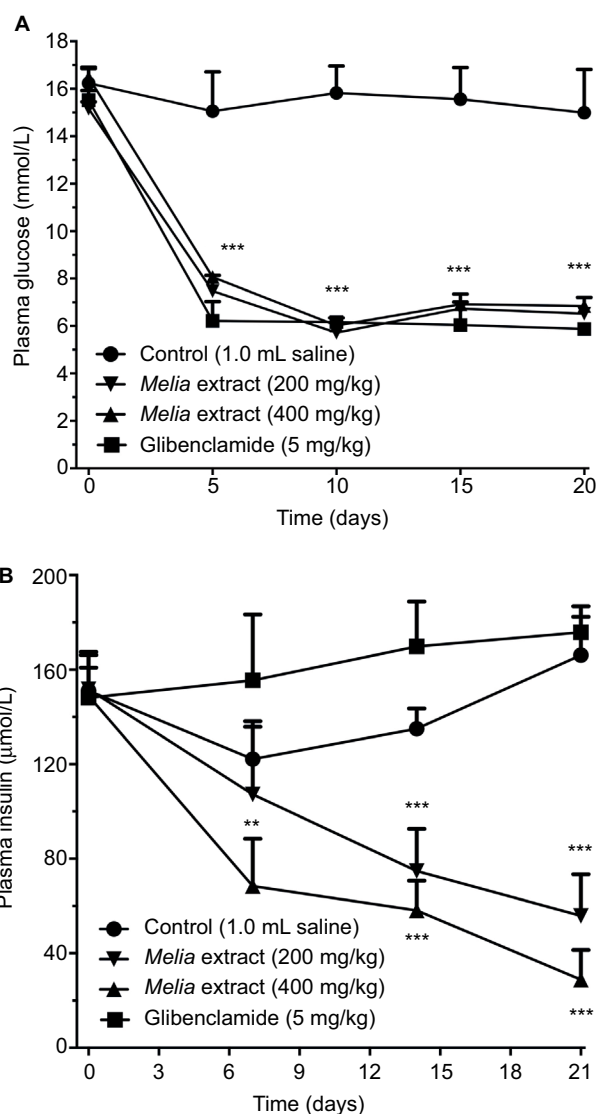 A
18
16
14
12
10
8
6
4
2
0
Plasma glucose (mmol/L)
***
***
***
***
Control (1.0 mL saline)
Melia extract (200 mg/kg)
Melia extract (400 mg/kg)
Glibenclamide (5 mg/kg)
0 5 10 15 20
Time (days)
B
200
160
120
80
40
0
Plasma insulin (µmol/L)
**
***
***
***
***
Control (1.0 mL saline)
Melia extract (200 mg/kg)
Melia extract (400 mg/kg)
Glibenclamide (5 mg/kg)
0 3 6 9 12 15 18 21
Time (days)